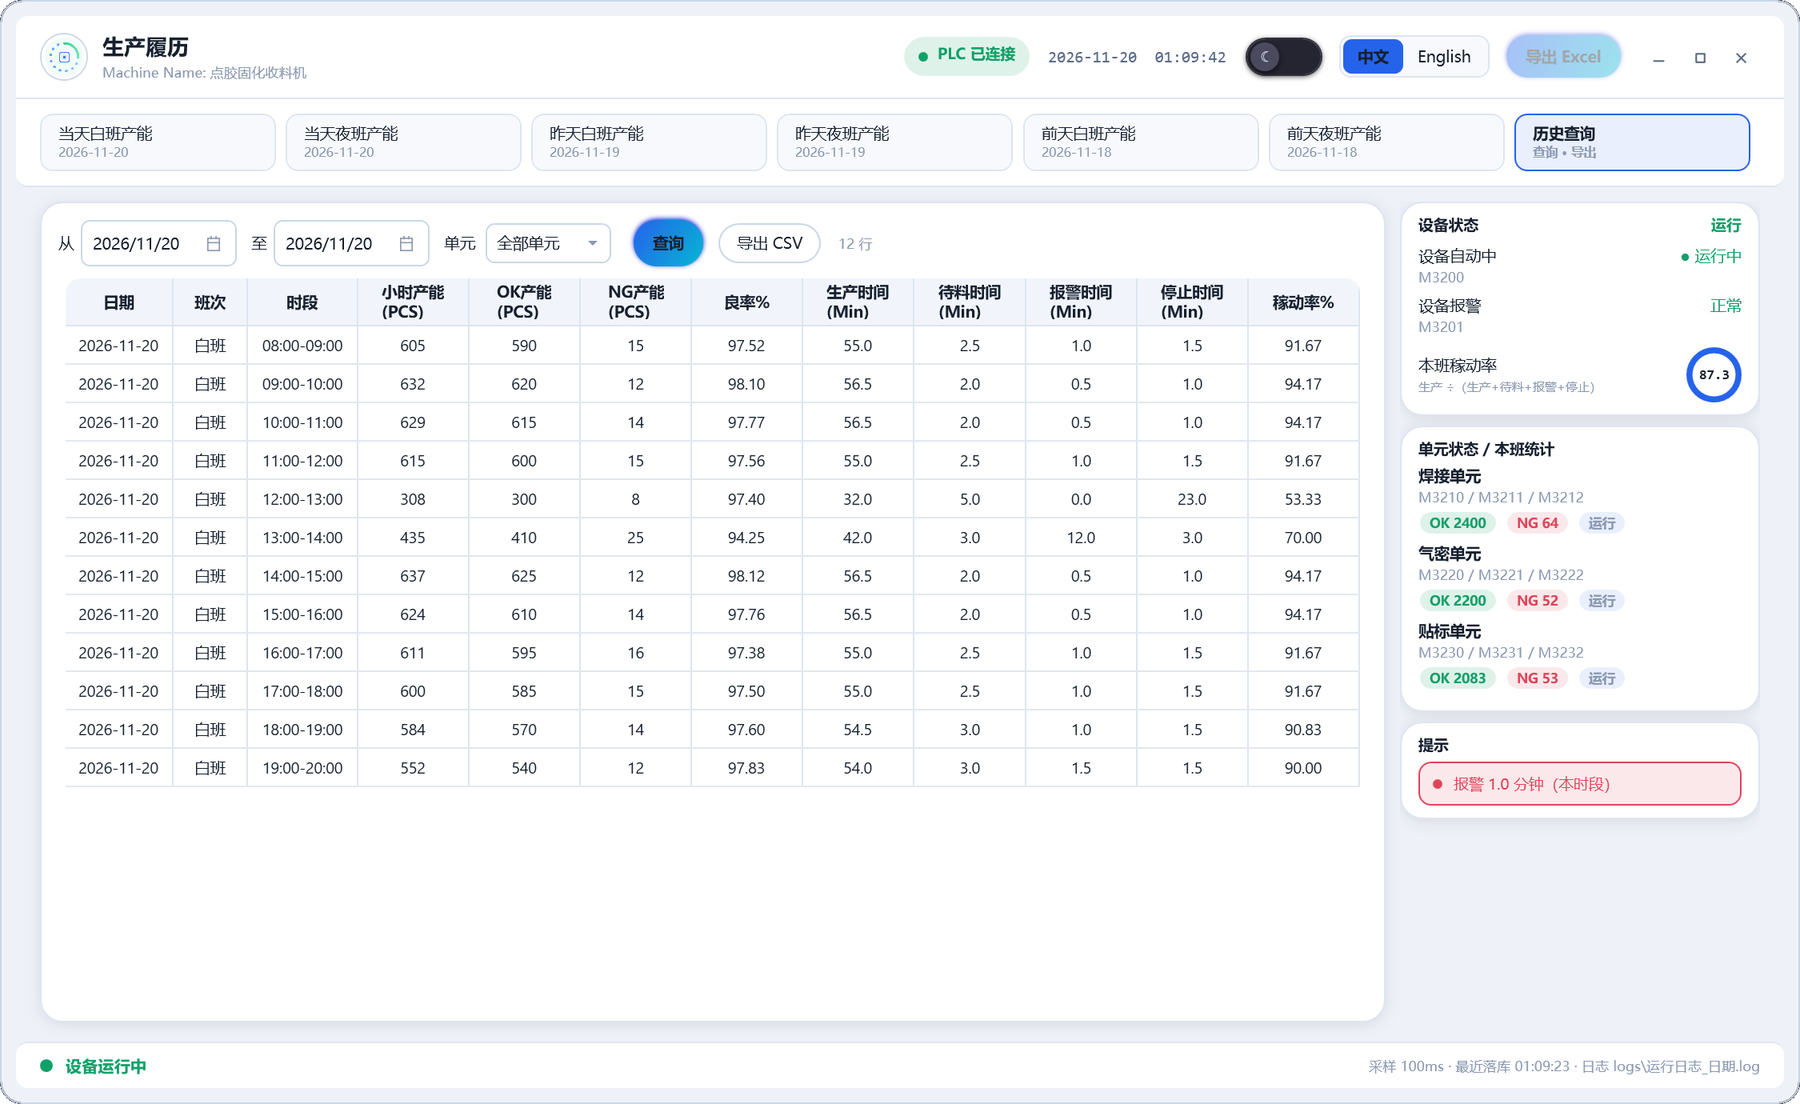 生产履历
Machine Name: 点胶固化收料机
PLC 已连接
2026-11-20 01:09:42
中文 English
导出 Excel
当天白班产能
2026-11-20
当天夜班产能
2026-11-20
昨天白班产能
2026-11-19
昨天夜班产能
2026-11-19
前天白班产能
2026-11-18
前天夜班产能
2026-11-18
历史查询
查询 • 导出
从 2026/11/20 至 2026/11/20 单元 全部单元 查询 导出 CSV 12 行
日期 班次 时段 小时产能 (PCS) OK产能 (PCS) NG产能 (PCS) 良率% 生产时间 (Min) 待料时间 (Min) 报警时间 (Min) 停止时间 (Min) 稼动率%
2026-11-20 白班 08:00-09:00 605 590 15 97.52 55.0 2.5 1.0 1.5 91.67
2026-11-20 白班 09:00-10:00 632 620 12 98.10 56.5 2.0 0.5 1.0 94.17
2026-11-20 白班 10:00-11:00 629 615 14 97.77 56.5 2.0 0.5 1.0 94.17
2026-11-20 白班 11:00-12:00 615 600 15 97.56 55.0 2.5 1.0 1.5 91.67
2026-11-20 白班 12:00-13:00 308 300 8 97.40 32.0 5.0 0.0 23.0 53.33
2026-11-20 白班 13:00-14:00 435 410 25 94.25 42.0 3.0 12.0 3.0 70.00
2026-11-20 白班 14:00-15:00 637 625 12 98.12 56.5 2.0 0.5 1.0 94.17
2026-11-20 白班 15:00-16:00 624 610 14 97.76 56.5 2.0 0.5 1.0 94.17
2026-11-20 白班 16:00-17:00 611 595 16 97.38 55.0 2.5 1.0 1.5 91.67
2026-11-20 白班 17:00-18:00 600 585 15 97.50 55.0 2.5 1.0 1.5 91.67
2026-11-20 白班 18:00-19:00 584 570 14 97.60 54.5 3.0 1.0 1.5 90.83
2026-11-20 白班 19:00-20:00 552 540 12 97.83 54.0 3.0 1.5 1.5 90.00
设备状态 运行
设备自动中 运行中
M3200
设备报警 正常
M3201
本班稼动率 87.3
生产 ÷ (生产+待料+报警+停止)
单元状态 / 本班统计
焊接单元
M3210 / M3211 / M3212
OK 2400 NG 64 运行
气密单元
M3220 / M3221 / M3222
OK 2200 NG 52 运行
贴标单元
M3230 / M3231 / M3232
OK 2083 NG 53 运行
提示
报警 1.0 分钟 (本时段)
设备运行中
采样 100ms · 最近落库 01:09:23 · 日志 logs\运行日志_日期.log